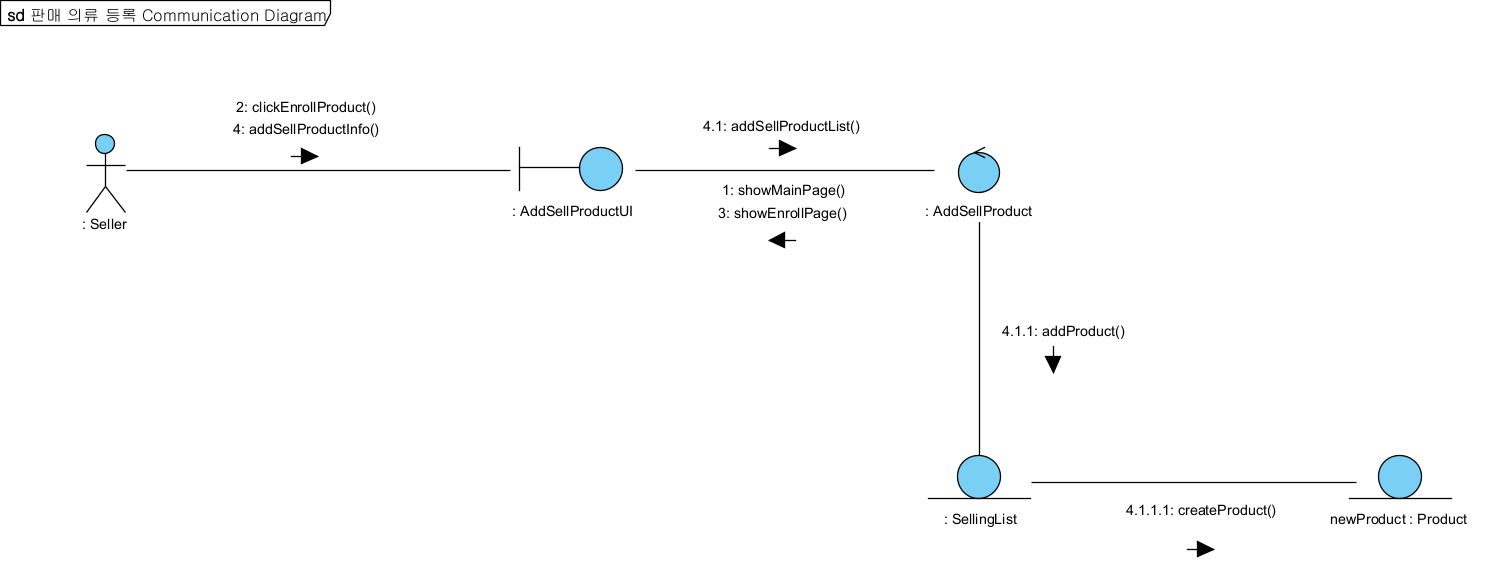 sd 판매 의류 등록 Communication Diagram
2: clickEnrollProduct()
4: addSellProductInfo()
4.1: addSellProductList()
1: showMainPage()
3: showEnrollPage()
: Seller
: AddSellProductUI
: AddSellProduct
4.1.1: addProduct()
4.1.1.1: createProduct()
: SellingList
newProduct : Product